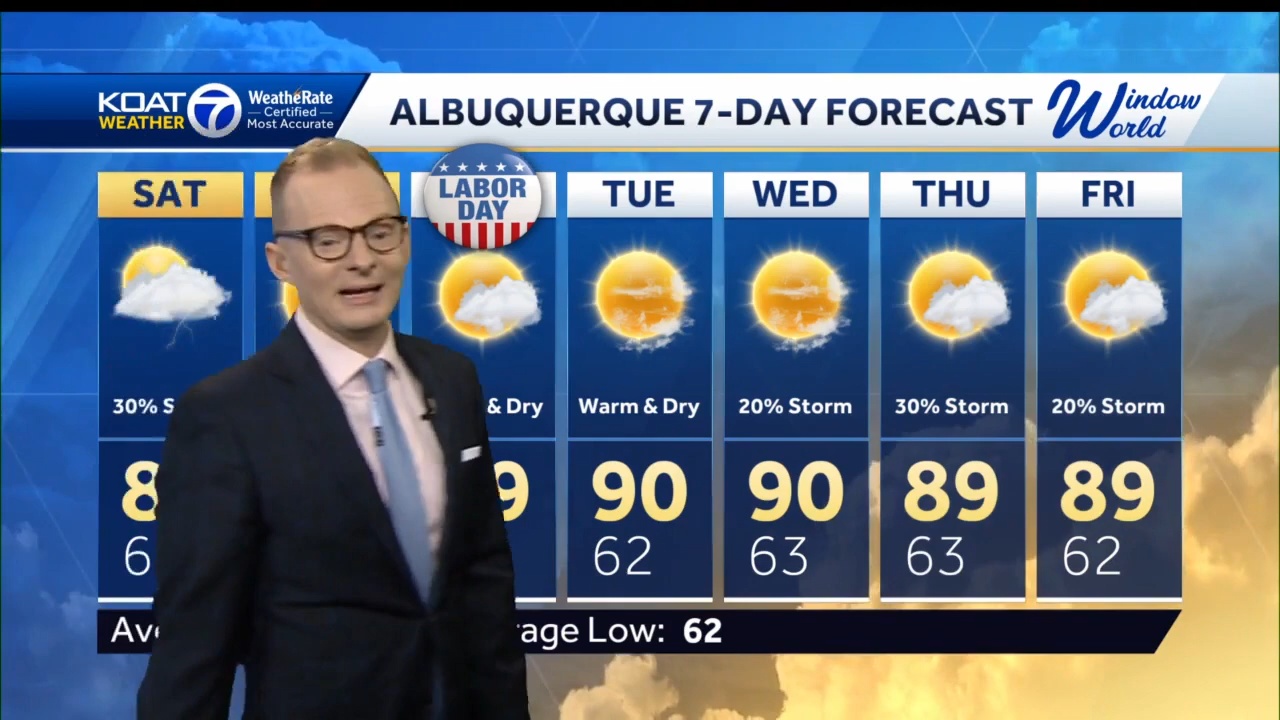 KOAT
WEATHER
7
WeatheRate
Certified
Most Accurate
ALBUQUERQUE 7-DAY FORECAST
Window
World
SAT
LABOR
DAY
TUE
WED
THU
FRI
30%
& Dry
Warm & Dry
20% Storm
30% Storm
20% Storm
90
90
89
89
62
63
63
62
Low: 62